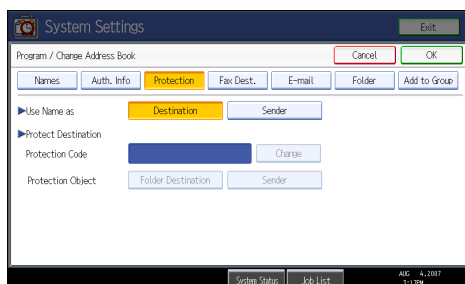 System Settings Exit
Program / Change Address Book Cancel OK
Names Auth. Info Protection Fax Dest. E-mail Folder Add to Group
▶Use Name as Destination Sender
▶Protect Destination
Protection Code Change
Protection Object Folder Destination Sender
System Status Job List AUG 4,2007
3:17PM